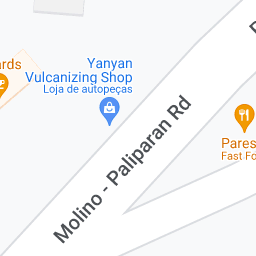 ards
Yanyan
Vulcanizing Shop
Loja de autopeças
Molino - Paliparan Rd
Pares
Fast Fo